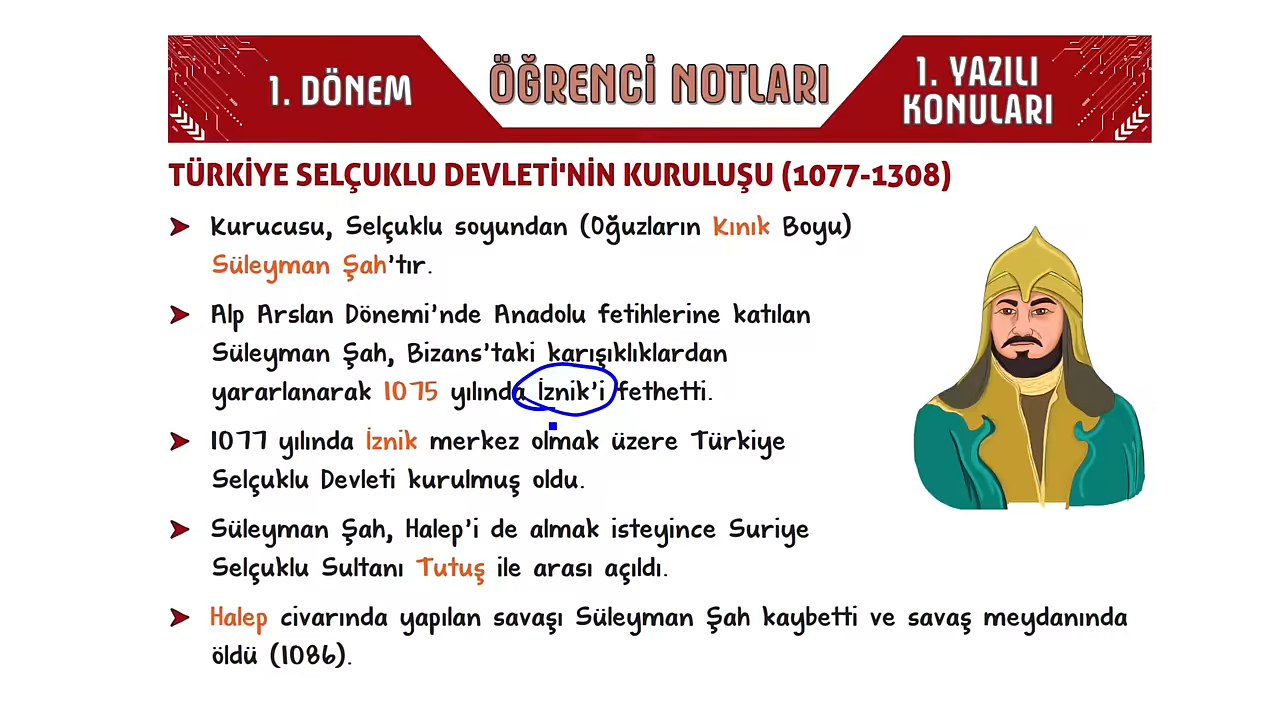 1. DÖNEM
ÖĞRENCİ NOTLARI
1. YAZILI
KONULARI
TÜRKİYE SELÇUKLU DEVLETİ'NİN KURULUŞU (1077-1308)
Kurucusu, Selçuklu soyundan (Oğuzların Kınık Boyu)
Süleyman Şah'tır.
Alp Arslan Dönemi'nde Anadolu fetihlerine katılan
Süleyman Şah, Bizans'taki karışıklıklardan
yararlanarak 1075 yılında İznik'i fethetti.
1077 yılında İznik merkez olmak üzere Türkiye
Selçuklu Devleti kurulmuş oldu.
Süleyman Şah, Halep'i de almak isteyince Suriye
Selçuklu Sultanı Tutuş ile arası açıldı.
Halep civarında yapılan savaşı Süleyman Şah kaybetti ve savaş meydanında
öldü (1086).